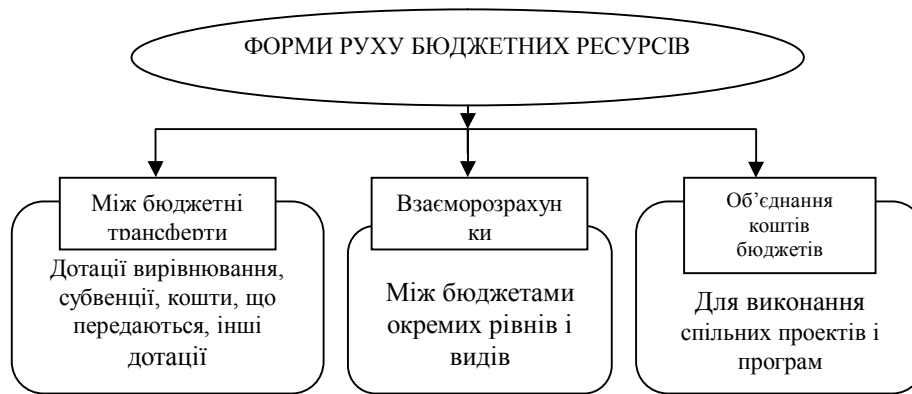 ФОРМИ РУХУ БЮДЖЕТНИХ РЕСУРСІВ
Між бюджетні
трансферти
Дотації вирівнювання,
субвенції, кошти, що
передаються, інші
дотації
Взаєморозрахун
ки
Між бюджетами
окремих рівнів і
видів
Об’єднання
коштів
бюджетів
Для виконання
спільних проектів і
програм